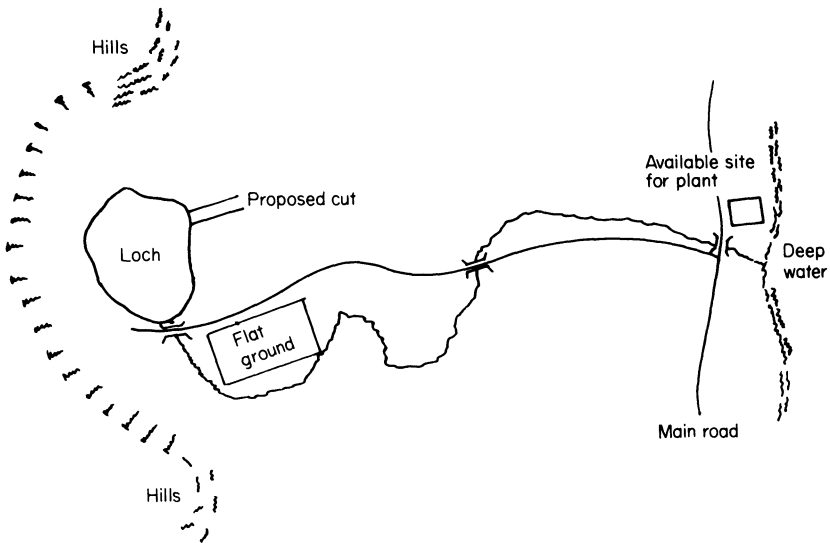 Hills
Available site
for plant
Proposed cut
Loch
Deep
water
Flat
ground
Main road
Hills